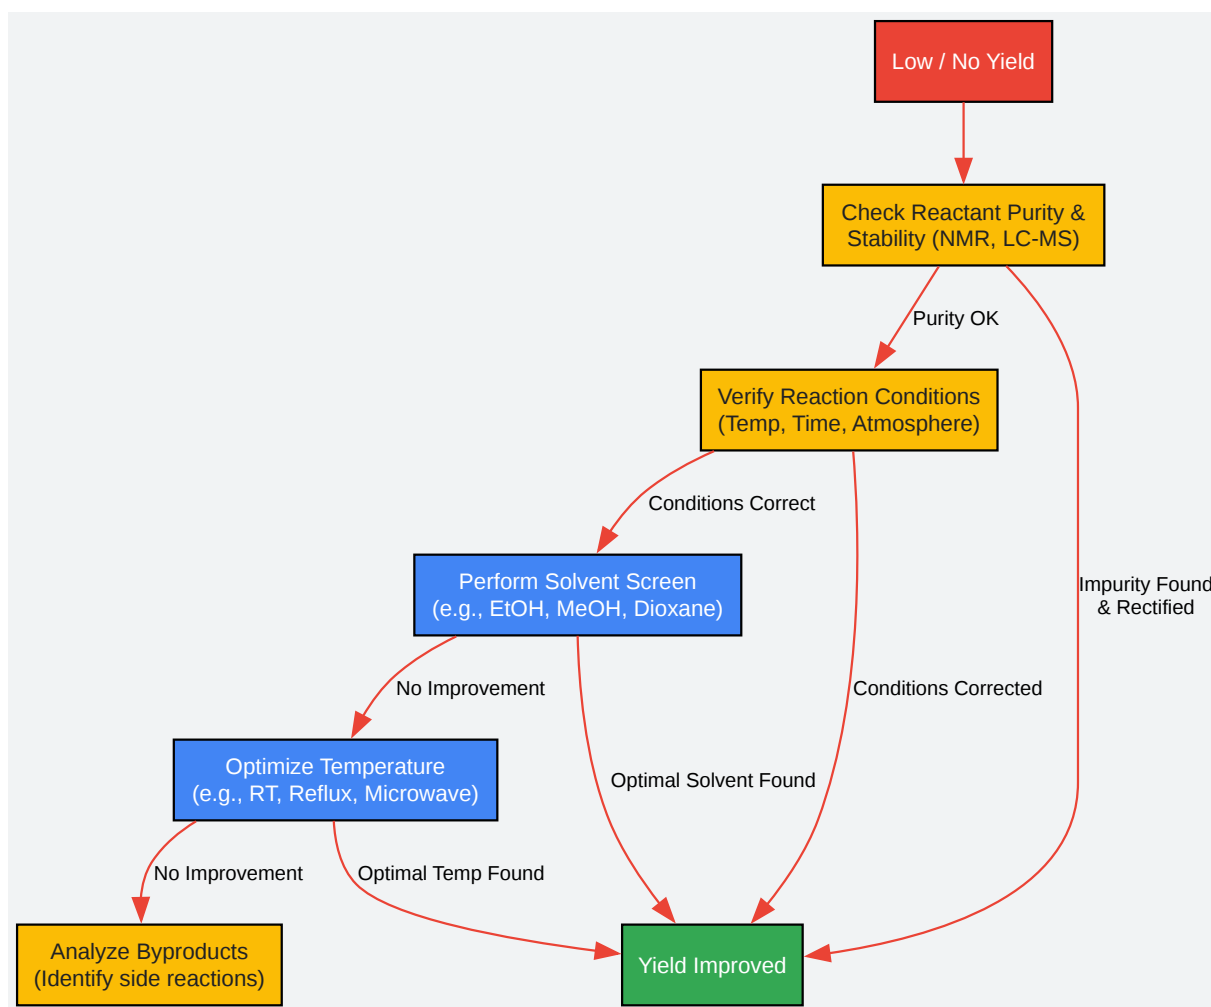 Low / No Yield
Check Reactant Purity &
Stability (NMR, LC-MS)
Purity OK
Verify Reaction Conditions
(Temp, Time, Atmosphere)
Conditions Correct
Perform Solvent Screen
(e.g., EtOH, MeOH, Dioxane)
Impurity Found
& Rectified
No Improvement
Conditions Corrected
Optimize Temperature
(e.g., RT, Reflux, Microwave)
Optimal Solvent Found
No Improvement
Optimal Temp Found
Analyze Byproducts
(Identify side reactions)
Yield Improved